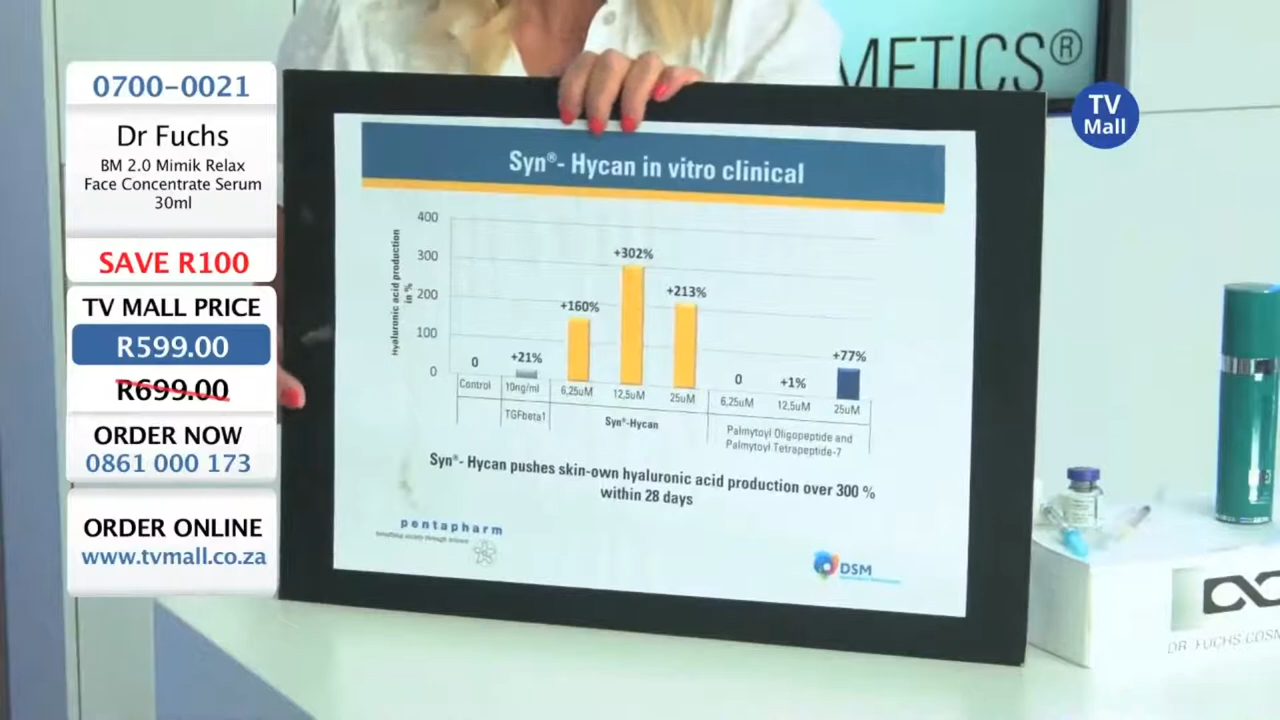 0700-0021
Dr Fuchs
BM 2.0 Mimik Relax
Face Concentrate Serum
30ml
SAVE R100
TV MALL PRICE
R599.00
R699.00
ORDER NOW
0861 000 173
ORDER ONLINE
www.tvmall.co.za
METICS®
TV
Mall
Syn®- Hycan in vitro clinical
Hyaluronic acid production
in %
400
300
200
100
0
0
+21%
+160%
+302%
+213%
0
+1%
+77%
Control
10ng/ml
6,25uM
12,5uM
25uM
6,25uM
12,5uM
25uM
TGFbeta1
Syn®-Hycan
Palmytoyl Oligopeptide and
Palmytoyl Tetrapeptide-7
Syn®- Hycan pushes skin-own hyaluronic acid production over 300 %
within 28 days
pentapharm
DSM
DR. FUCHS COSM